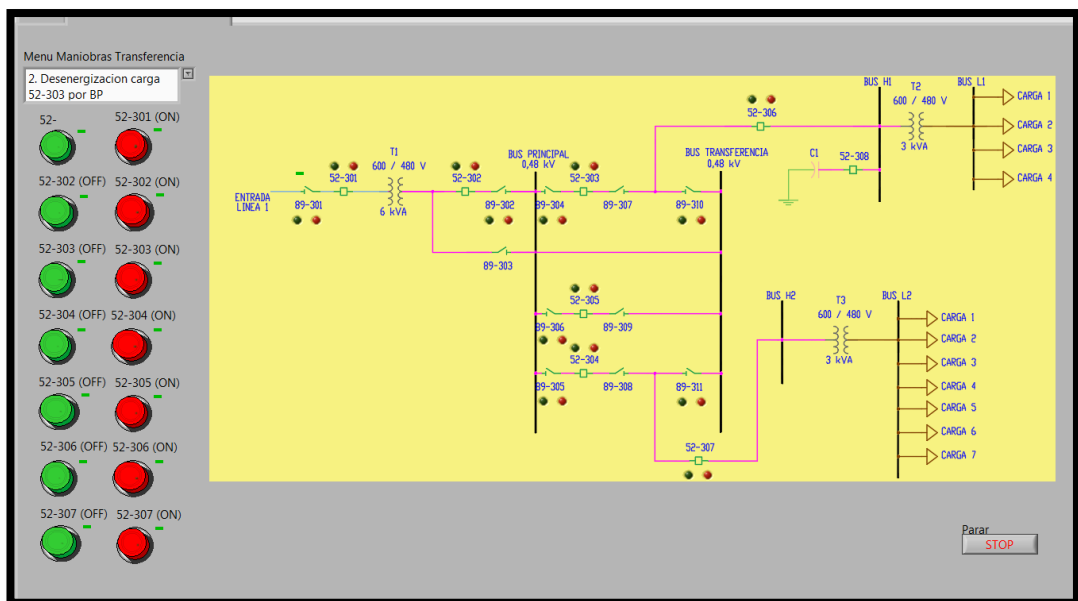 Menu Maniobras Transferencia
2. Desenergizacion carga
52-303 por BP
52-
52-301 (ON)
52-302 (OFF)
52-302 (ON)
52-303 (OFF)
52-303 (ON)
52-304 (OFF)
52-304 (ON)
52-305 (OFF)
52-305 (ON)
52-306 (OFF)
52-306 (ON)
52-307 (OFF)
52-307 (ON)
ENTRADA
LINEA 1
89-301
52-301
T1
600 / 480 V
6 kVA
52-302
89-302
89-303
BUS PRINCIPAL
0,48 kV
89-304
52-303
89-307
BUS TRANSFERENCIA
0,48 kV
89-310
52-306
C1
52-308
BUS H1
T2
600 / 480 V
3 kVA
BUS L1
CARGA 1
CARGA 2
CARGA 3
CARGA 4
89-306
52-305
89-309
89-305
52-304
89-308
89-311
52-307
BUS H2
T3
600 / 480 V
3 kVA
BUS L2
CARGA 1
CARGA 2
CARGA 3
CARGA 4
CARGA 5
CARGA 6
CARGA 7
Parar
STOP